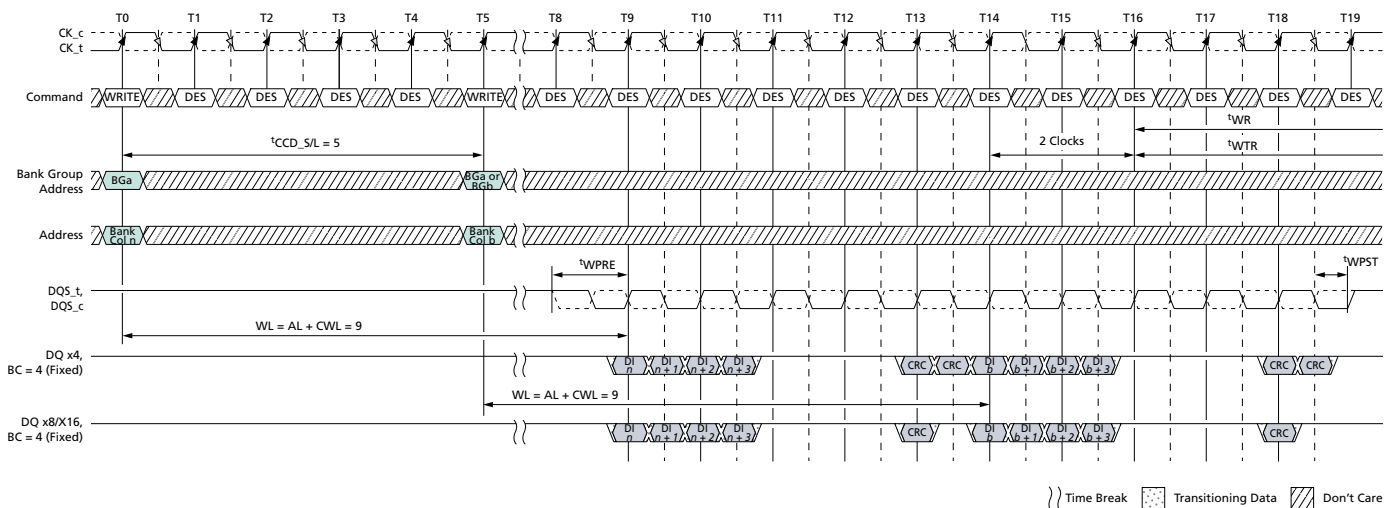 T0 T1 T2 T3 T4 T5 T8 T9 T10 T11 T12 T13 T14 T15 T16 T17 T18 T19
CK_c
CK_t
Command WRITE DES DES DES DES WRITE DES DES DES DES DES DES DES DES DES DES DES DES
tWR
tCCD_S/L = 5 2 Clocks tWTR
Bank Group
Address BGa BGa or
BGb
Address Bank
Col n Bank
Col b
tWPRE tWPST
DQS_t,
DQS_c
WL = AL + CWL = 9
DQ x4,
BC = 4 (Fixed) DI
n DI
n + 1 DI
n + 2 DI
n + 3 CRC CRC DI
b DI
b + 1 DI
b + 2 DI
b + 3 CRC CRC
WL = AL + CWL = 9
DQ x8/X16,
BC = 4 (Fixed) DI
n DI
n + 1 DI
n + 2 DI
n + 3 CRC DI
b DI
b + 1 DI
b + 2 DI
b + 3 CRC
Time Break Transitioning Data Don't Care